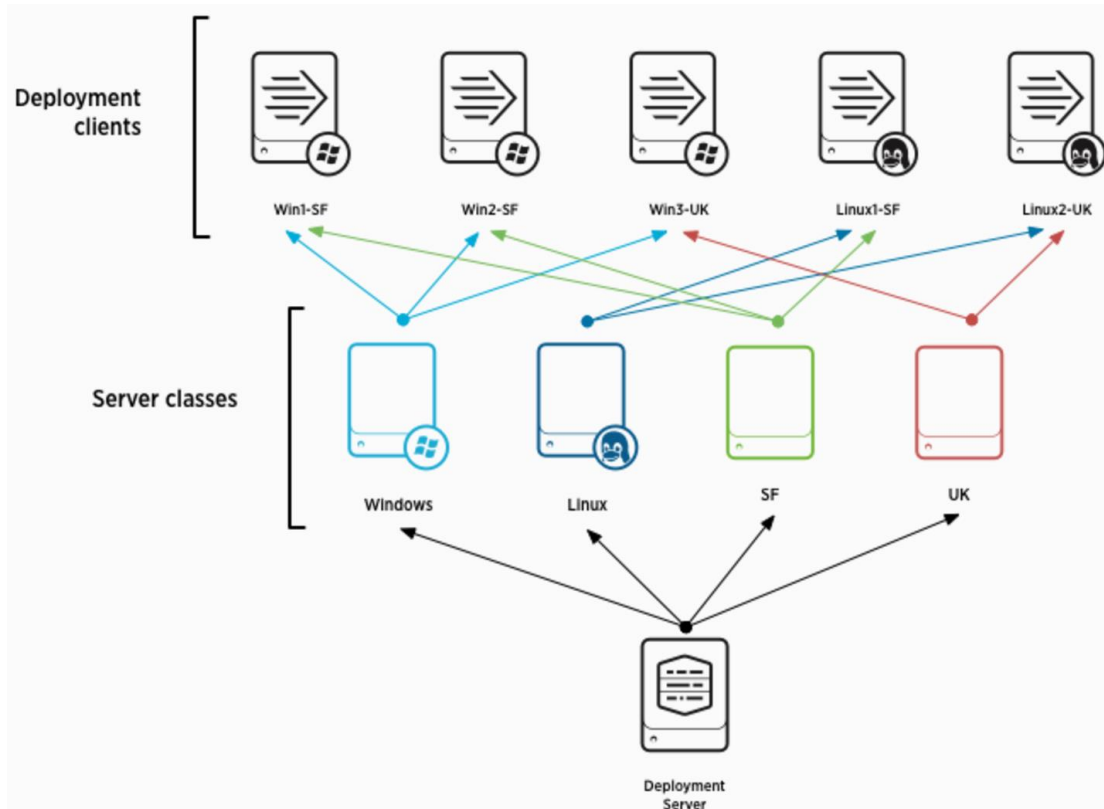 Deployment
clients
Win1-SF
Win2-SF
Win3-UK
Linux1-SF
Linux2-UK
Server classes
Windows
Linux
SF
UK
Deployment
Server